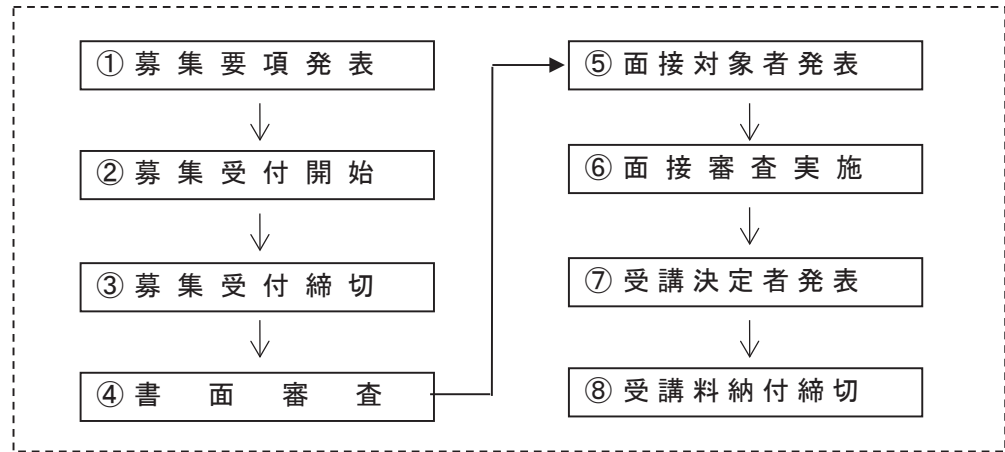 ①募集要項発表
②募集受付開始
③募集受付締切
④書面審査
⑤面接対象者発表
⑥面接審査実施
⑦受講決定者発表
⑧受講料納付締切